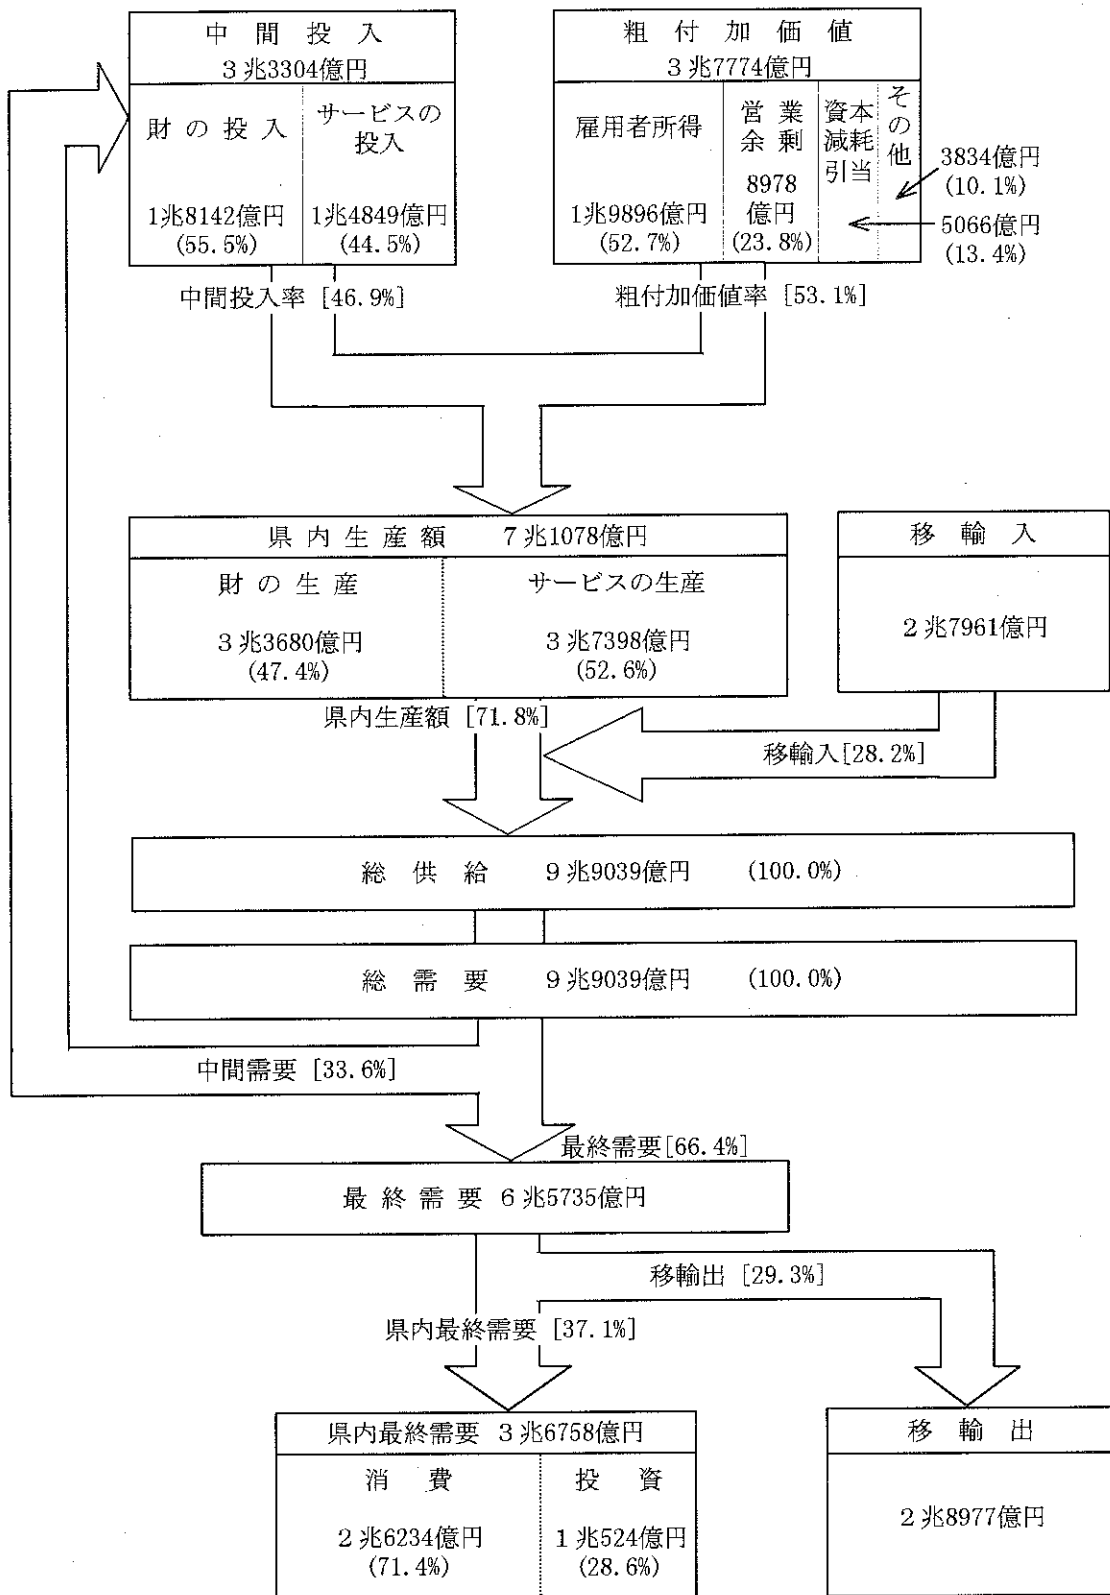 中間投入
3兆3304億円
財の投入
1兆8142億円
(55.5%)
サービスの
投入
1兆4849億円
(44.5%)
粗付加価値
3兆7774億円
雇用者所得
1兆9896億円
(52.7%)
営業
余剰
8978
億円
(23.8%)
資本
減耗
引当
その他
3834億円
(10.1%)
5066億円
(13.4%)
中間投入率 [46.9%]
粗付加価値率 [53.1%]
県内生産額 7兆1078億円
財の生産
3兆3680億円
(47.4%)
サービスの生産
3兆7398億円
(52.6%)
移輸入
2兆7961億円
県内生産額 [71.8%]
移輸入[28.2%]
総供給 9兆9039億円 (100.0%)
総需要 9兆9039億円 (100.0%)
中間需要 [33.6%]
最終需要[66.4%]
最終需要 6兆5735億円
移輸出 [29.3%]
県内最終需要 [37.1%]
県内最終需要 3兆6758億円
消費
2兆6234億円
(71.4%)
投資
1兆524億円
(28.6%)
移輸出
2兆8977億円